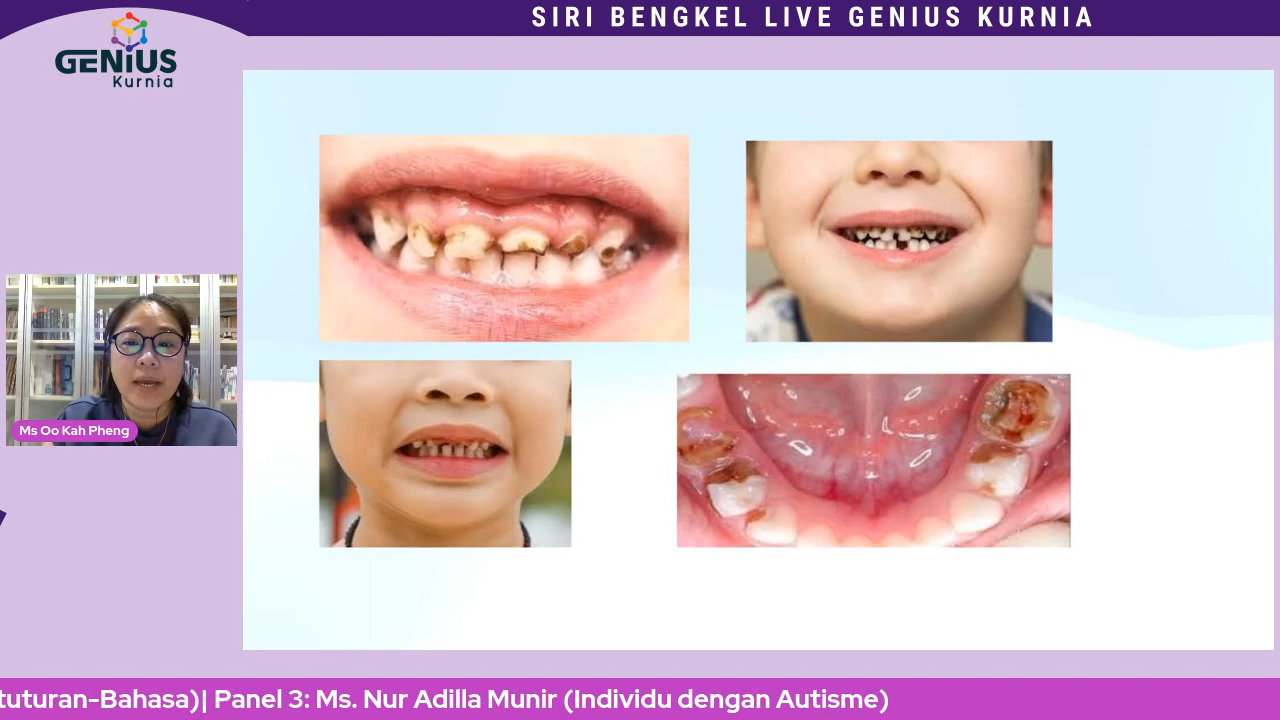 SIRI BENGKEL LIVE GENIUS KURNIA
GENIUS
Kurnia
Ms Oo Kah Pheng
tuturan-Bahasa)| Panel 3: Ms. Nur Adilla Munir (Individu dengan Autisme)